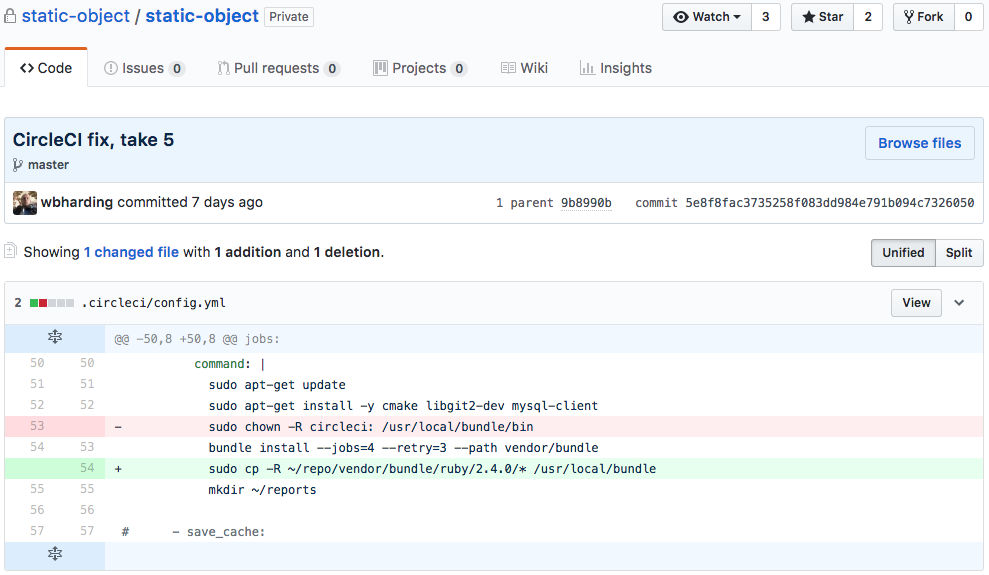 static-object / static-object Private
Watch 3 Star 2 Fork 0
Code Issues 0 Pull requests 0 Projects 0 Wiki Insights
CircleCI fix, take 5
Browse files
master
wbharding committed 7 days ago 1 parent 9b8990b commit 5e8f8fac3735258f083dd984e791b094c7326050
Showing 1 changed file with 1 addition and 1 deletion.
Unified Split
2 .circleci/config.yml View
@@ -50,8 +50,8 @@ jobs:
50 50 command: |
51 51 sudo apt-get update
52 52 sudo apt-get install -y cmake libgit2-dev mysql-client
53 - sudo chown -R circleci: /usr/local/bundle/bin
54 53 bundle install --jobs=4 --retry=3 --path vendor/bundle
54 + sudo cp -R ~/repo/vendor/bundle/ruby/2.4.0/* /usr/local/bundle
55 55 mkdir ~/reports
56 56
57 57 # - save_cache: